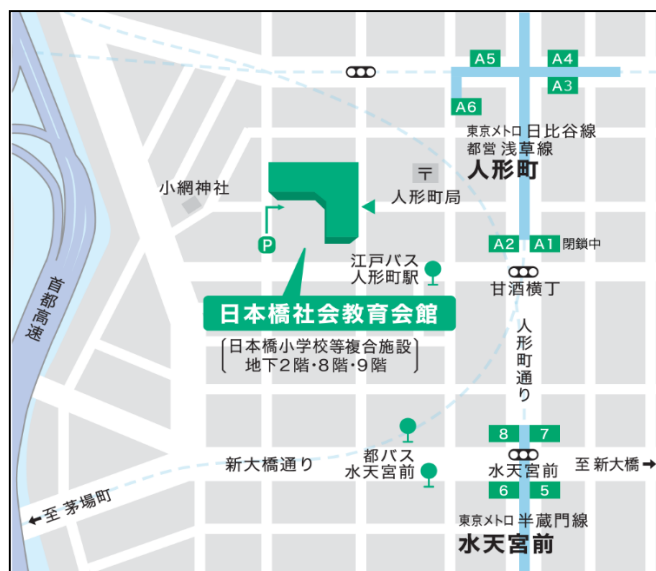 A5
A4
A3
A6
東京メトロ 日比谷線
都営 浅草線
人形町
〒
人形町局
小網神社
P
A2
A1
閉鎖中
江戸バス
人形町駅
甘酒横丁
首都高速
日本橋社会教育会館
日本橋小学校等複合施設
地下2階・8階・9階
人形町通り
8
7
新大橋通り
都バス
水天宮前
水天宮前
至 新大橋→
6
5
←至 茅場町
東京メトロ 半蔵門線
水天宮前